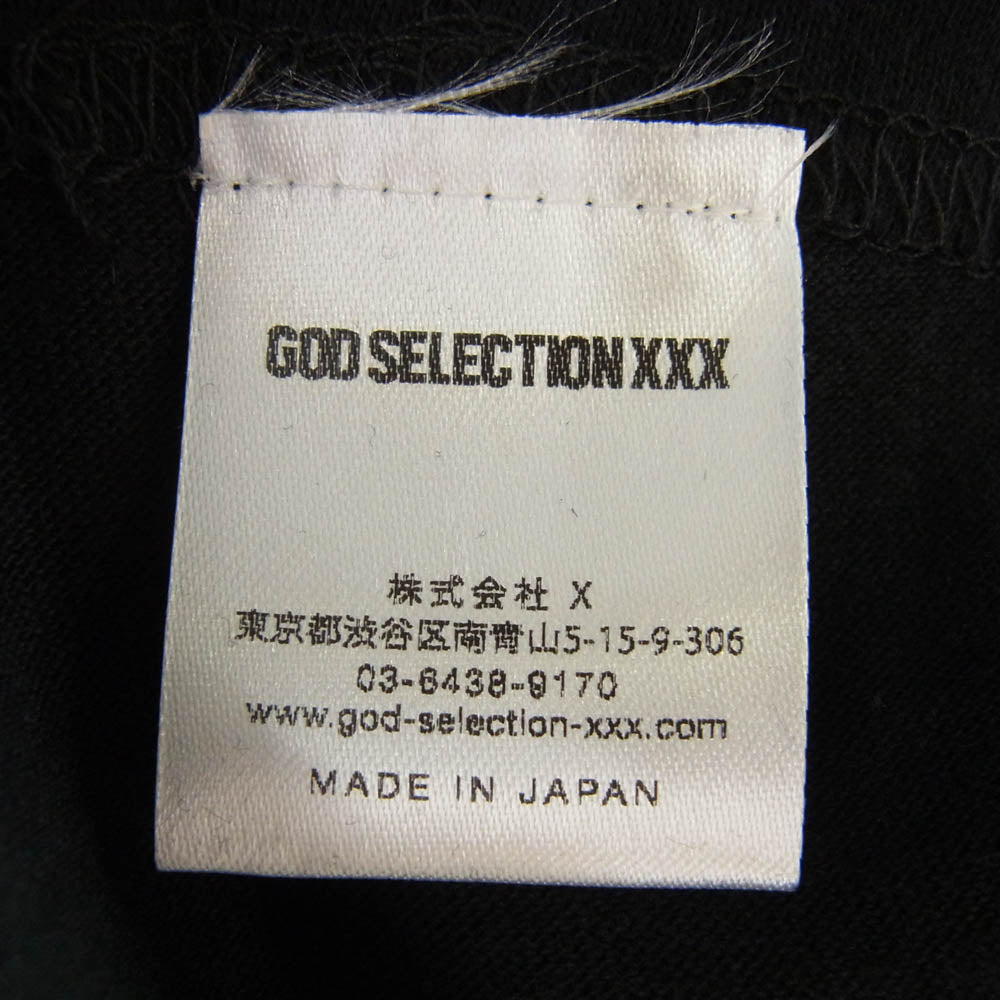 GOD SELECTION XXX
株式会社 X
東京都渋谷区南青山5-15-9-306
03-6438-9170
www.god-selection-xxx.com
MADE IN JAPAN